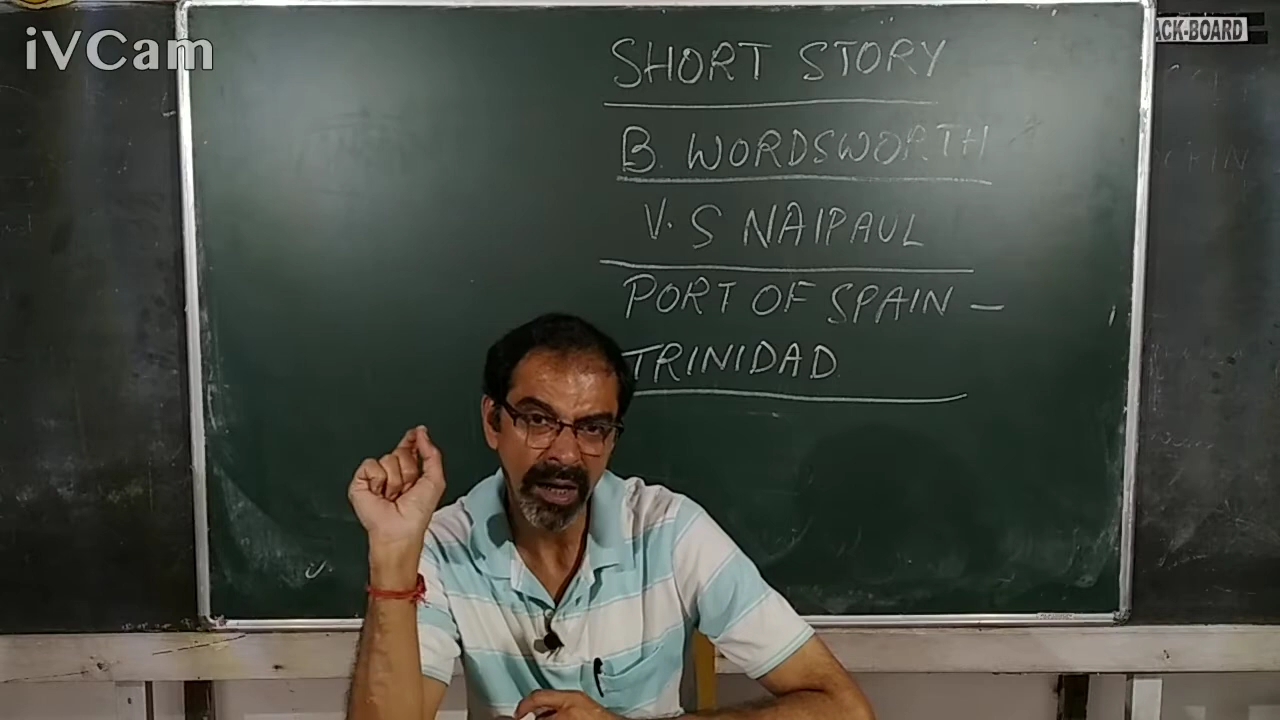 iVCam
ACK-BOARD
SHORT STORY
B. WORDSWORTH
V. S NAIPAUL
PORT OF SPAIN –
TRINIDAD